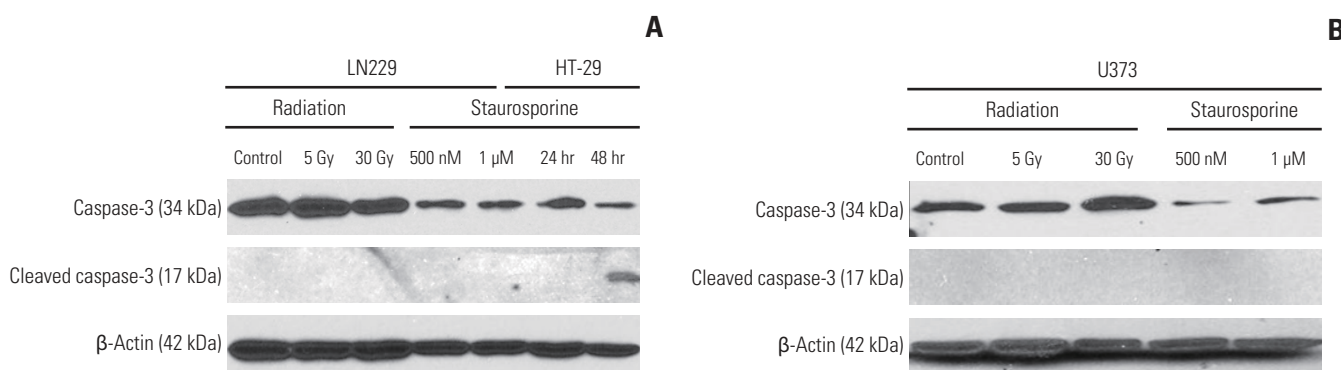 A
LN229 HT-29
Radiation Staurosporine
Control 5 Gy 30 Gy 500 nM 1 μM 24 hr 48 hr
Caspase-3 (34 kDa)
Cleaved caspase-3 (17 kDa)
β-Actin (42 kDa)
B
U373
Radiation Staurosporine
Control 5 Gy 30 Gy 500 nM 1 μM
Caspase-3 (34 kDa)
Cleaved caspase-3 (17 kDa)
β-Actin (42 kDa)